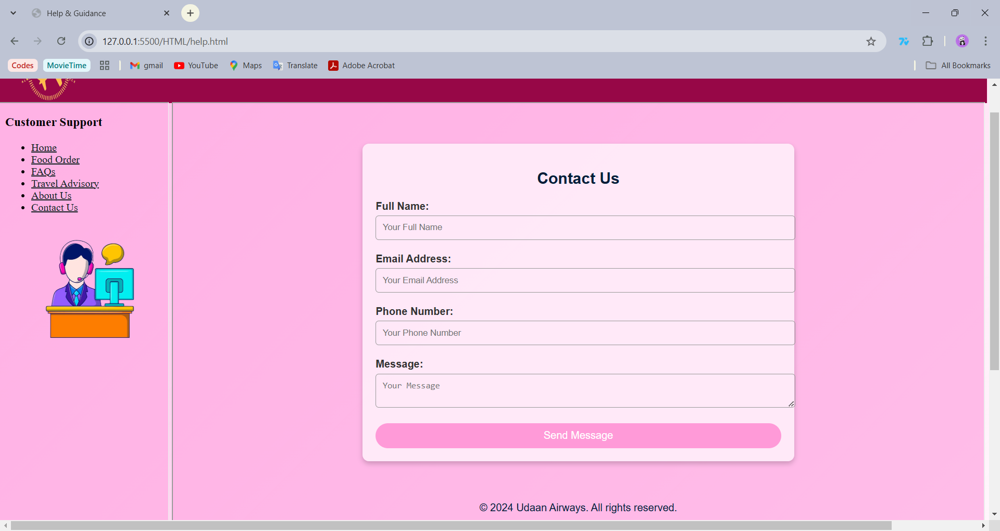 Help & Guidance
127.0.0.1:5500/HTML/help.html
Codes MovieTime gmail YouTube Maps Translate Adobe Acrobat All Bookmarks
Customer Support
Home
Food Order
FAQs
Travel Advisory
About Us
Contact Us
Contact Us
Full Name:
Your Full Name
Email Address:
Your Email Address
Phone Number:
Your Phone Number
Message:
Your Message
Send Message
© 2024 Udaan Airways. All rights reserved.